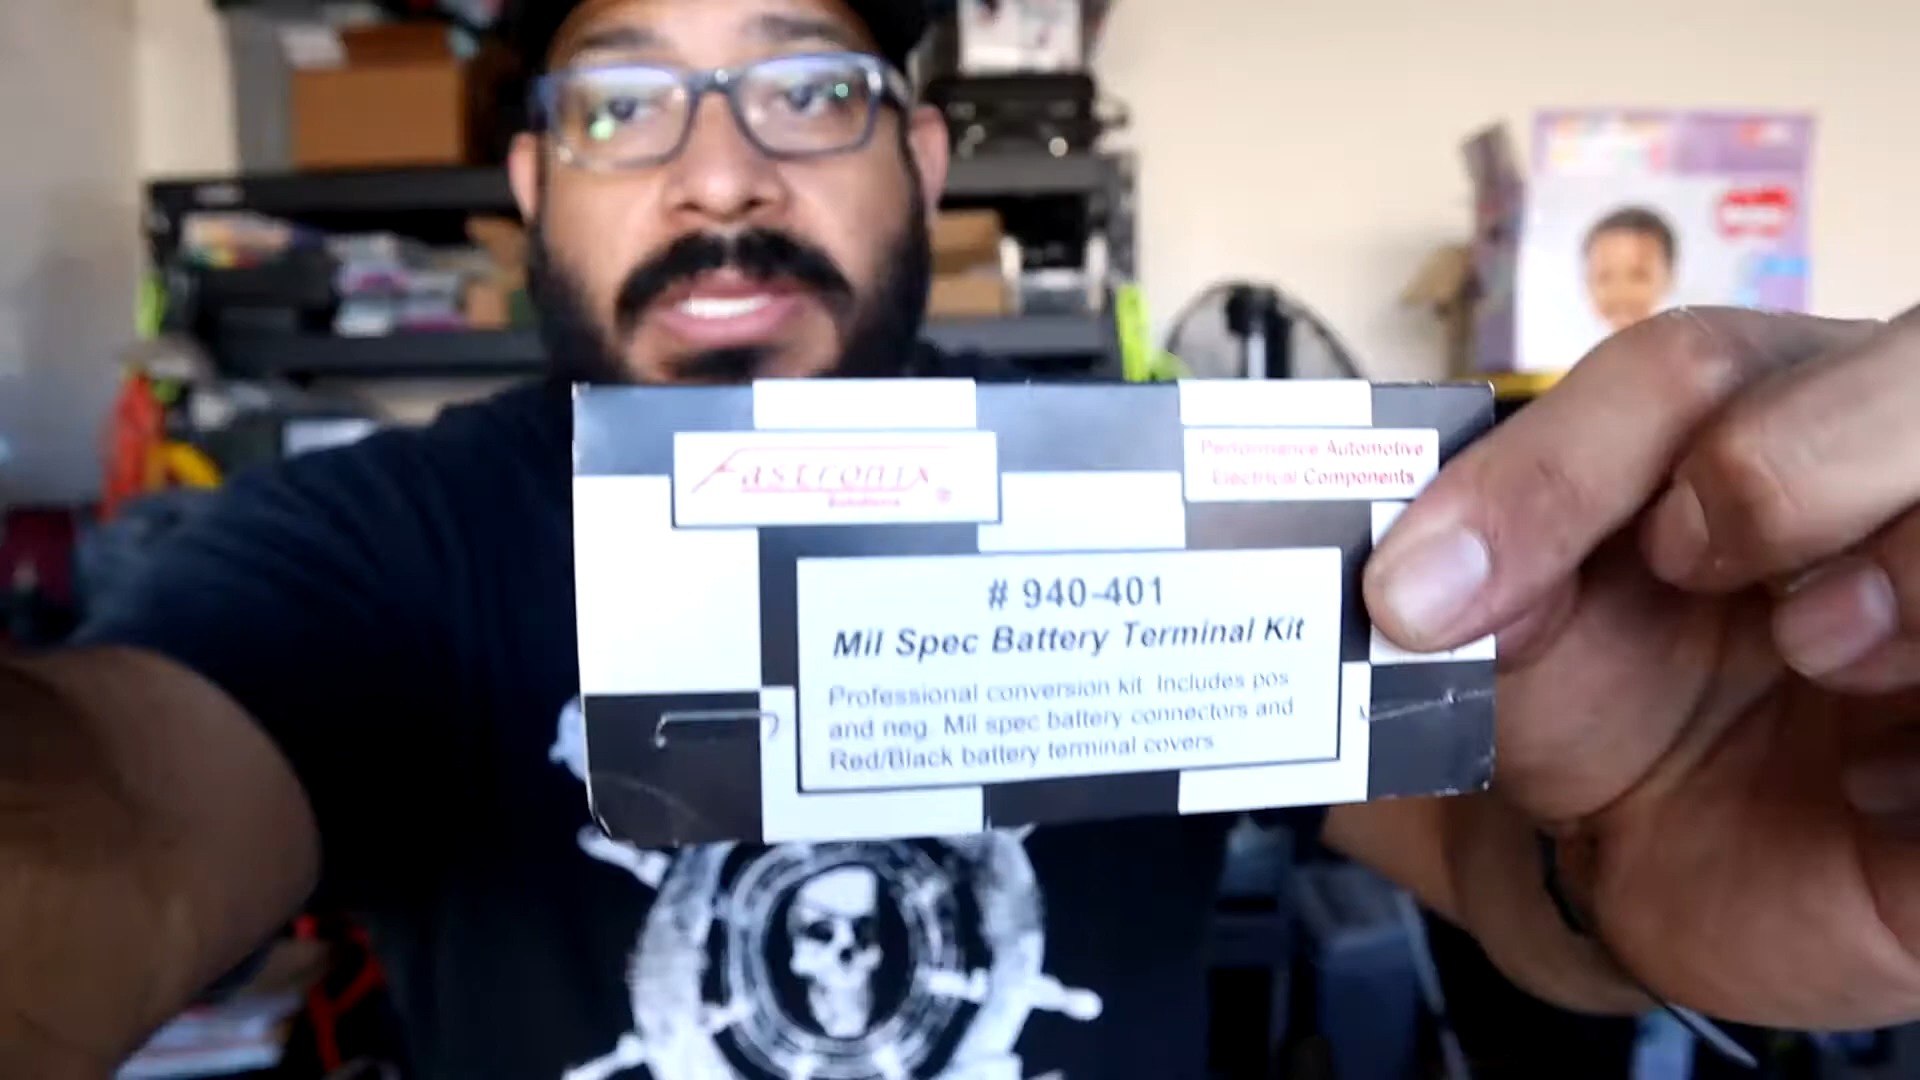 Fastronix
Solutions
Performance Automotive
Electrical Components
# 940-401
Mil Spec Battery Terminal Kit
Professional conversion kit. Includes pos
and neg. Mil spec battery connectors and
Red/Black battery terminal covers